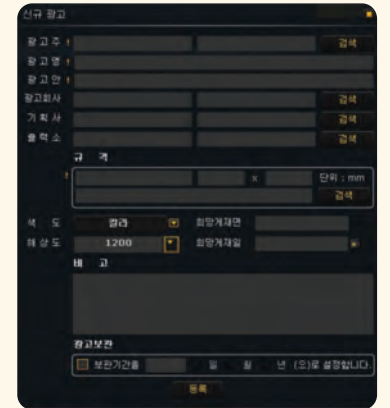 신규 광고
광 고 주 ! 검색
광 고 명 !
광 고 안 !
광고회사 검색
기 획 사 검색
출 력 소 검색
규 격
! x 단위 : mm
검색
색 도 칼라 희망게재면
해 상 도 1200 희망게재일
비 고
광고보관
보관기간을 일 월 년 (으)로 설정합니다.
등록